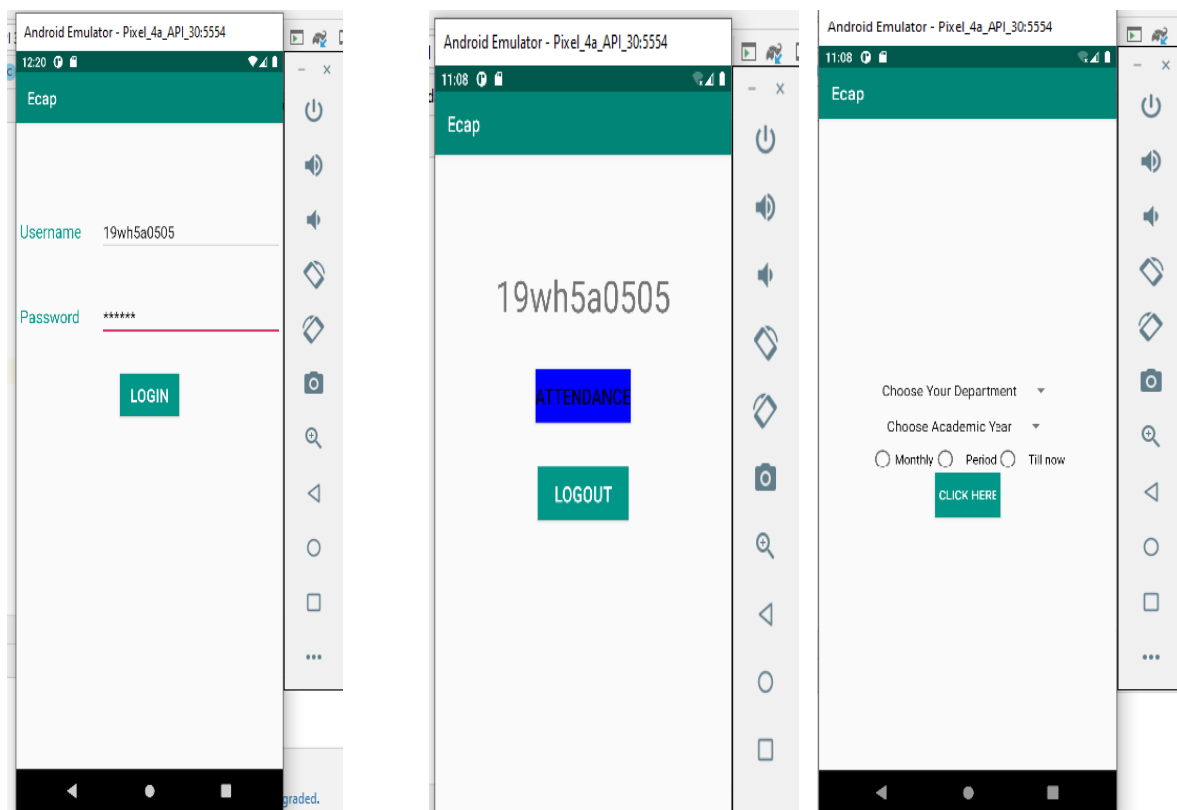 Android Emulator - Pixel_4a_API_30:5554
12:20
Ecap
Username 19wh5a0505
Password ******
LOGIN
graded.
Android Emulator - Pixel_4a_API_30:5554
11:08
Ecap
19wh5a0505
ATTENDANCE
LOGOUT
Android Emulator - Pixel_4a_API_30:5554
11:08
Ecap
Choose Your Department
Choose Academic Year
Monthly Period Till now
CLICK HERE